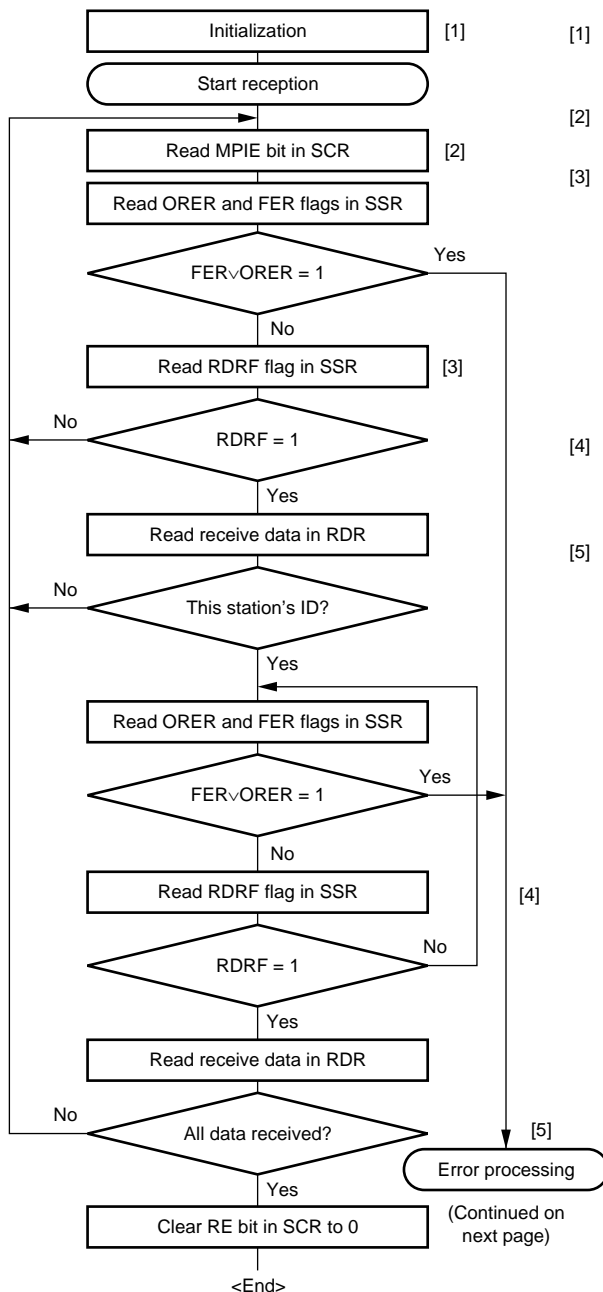 Initialization
[1]
[1]
Start reception
[2]
Read MPIE bit in SCR
[2]
[3]
Read ORER and FER flags in SSR
FER∨ORER = 1
Yes
No
Read RDRF flag in SSR
[3]
No
RDRF = 1
[4]
Yes
Read receive data in RDR
[5]
No
This station's ID?
Yes
Read ORER and FER flags in SSR
FER∨ORER = 1
Yes
No
Read RDRF flag in SSR
[4]
RDRF = 1
No
Yes
Read receive data in RDR
No
All data received?
[5]
Error processing
Yes
(Continued on
next page)
Clear RE bit in SCR to 0
<End>